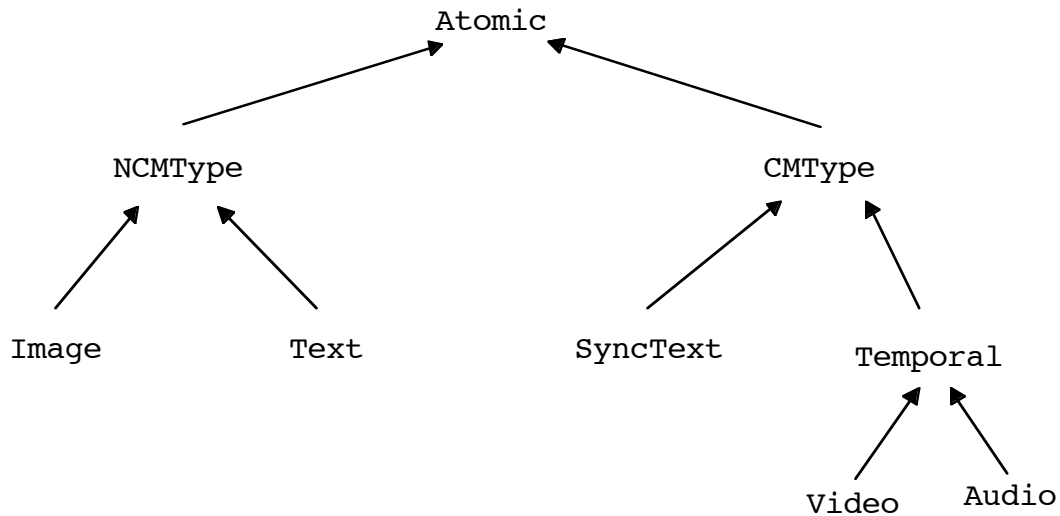 Atomic
NCMType
CMType
Image
Text
SyncText
Temporal
Video
Audio